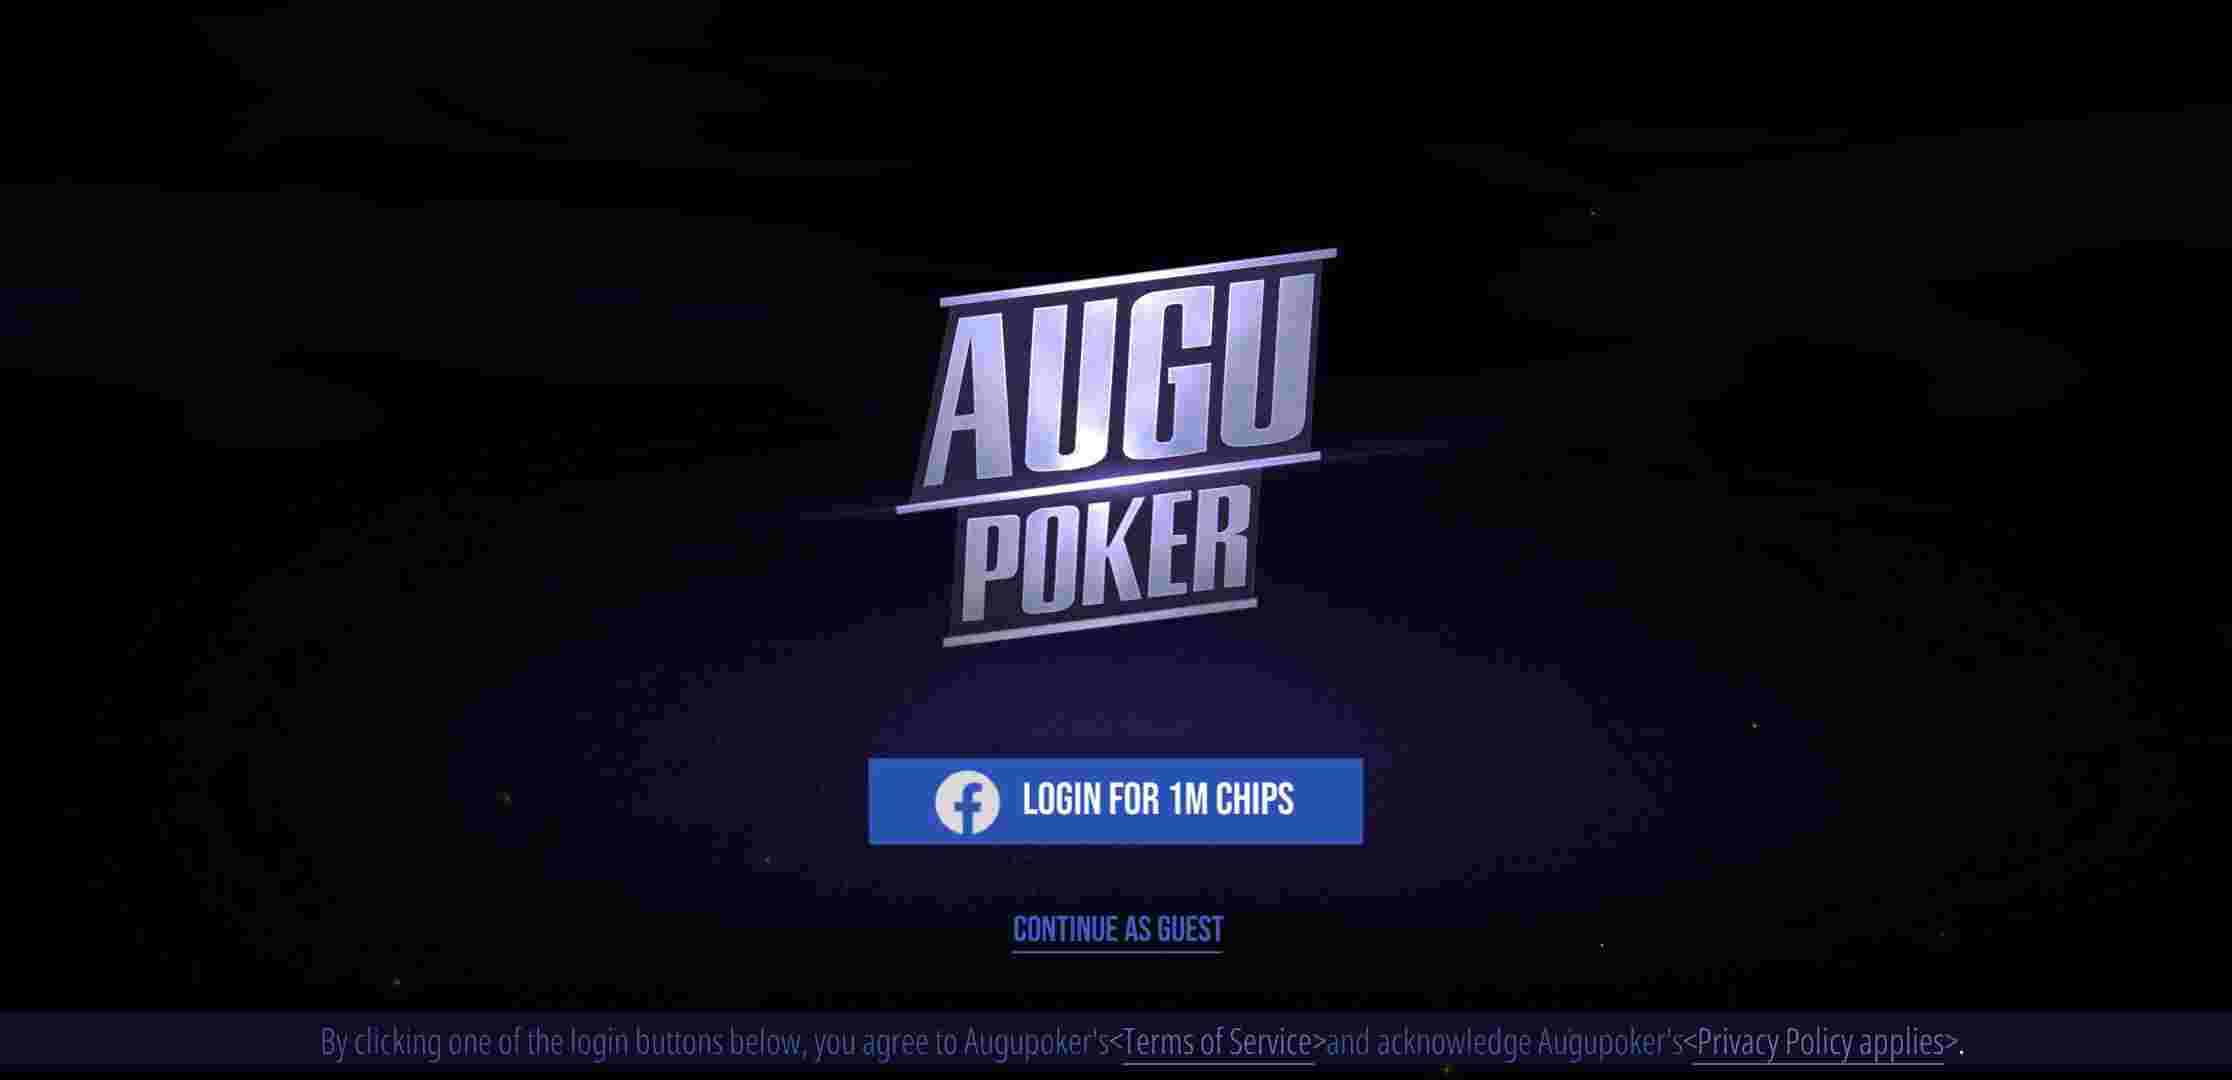 AUGU
POKER
LOGIN FOR 1M CHIPS
CONTINUE AS GUEST
By clicking one of the login buttons below, you agree to Augupoker's<Terms of Service>and acknowledge Augupoker's<Privacy Policy applies>.